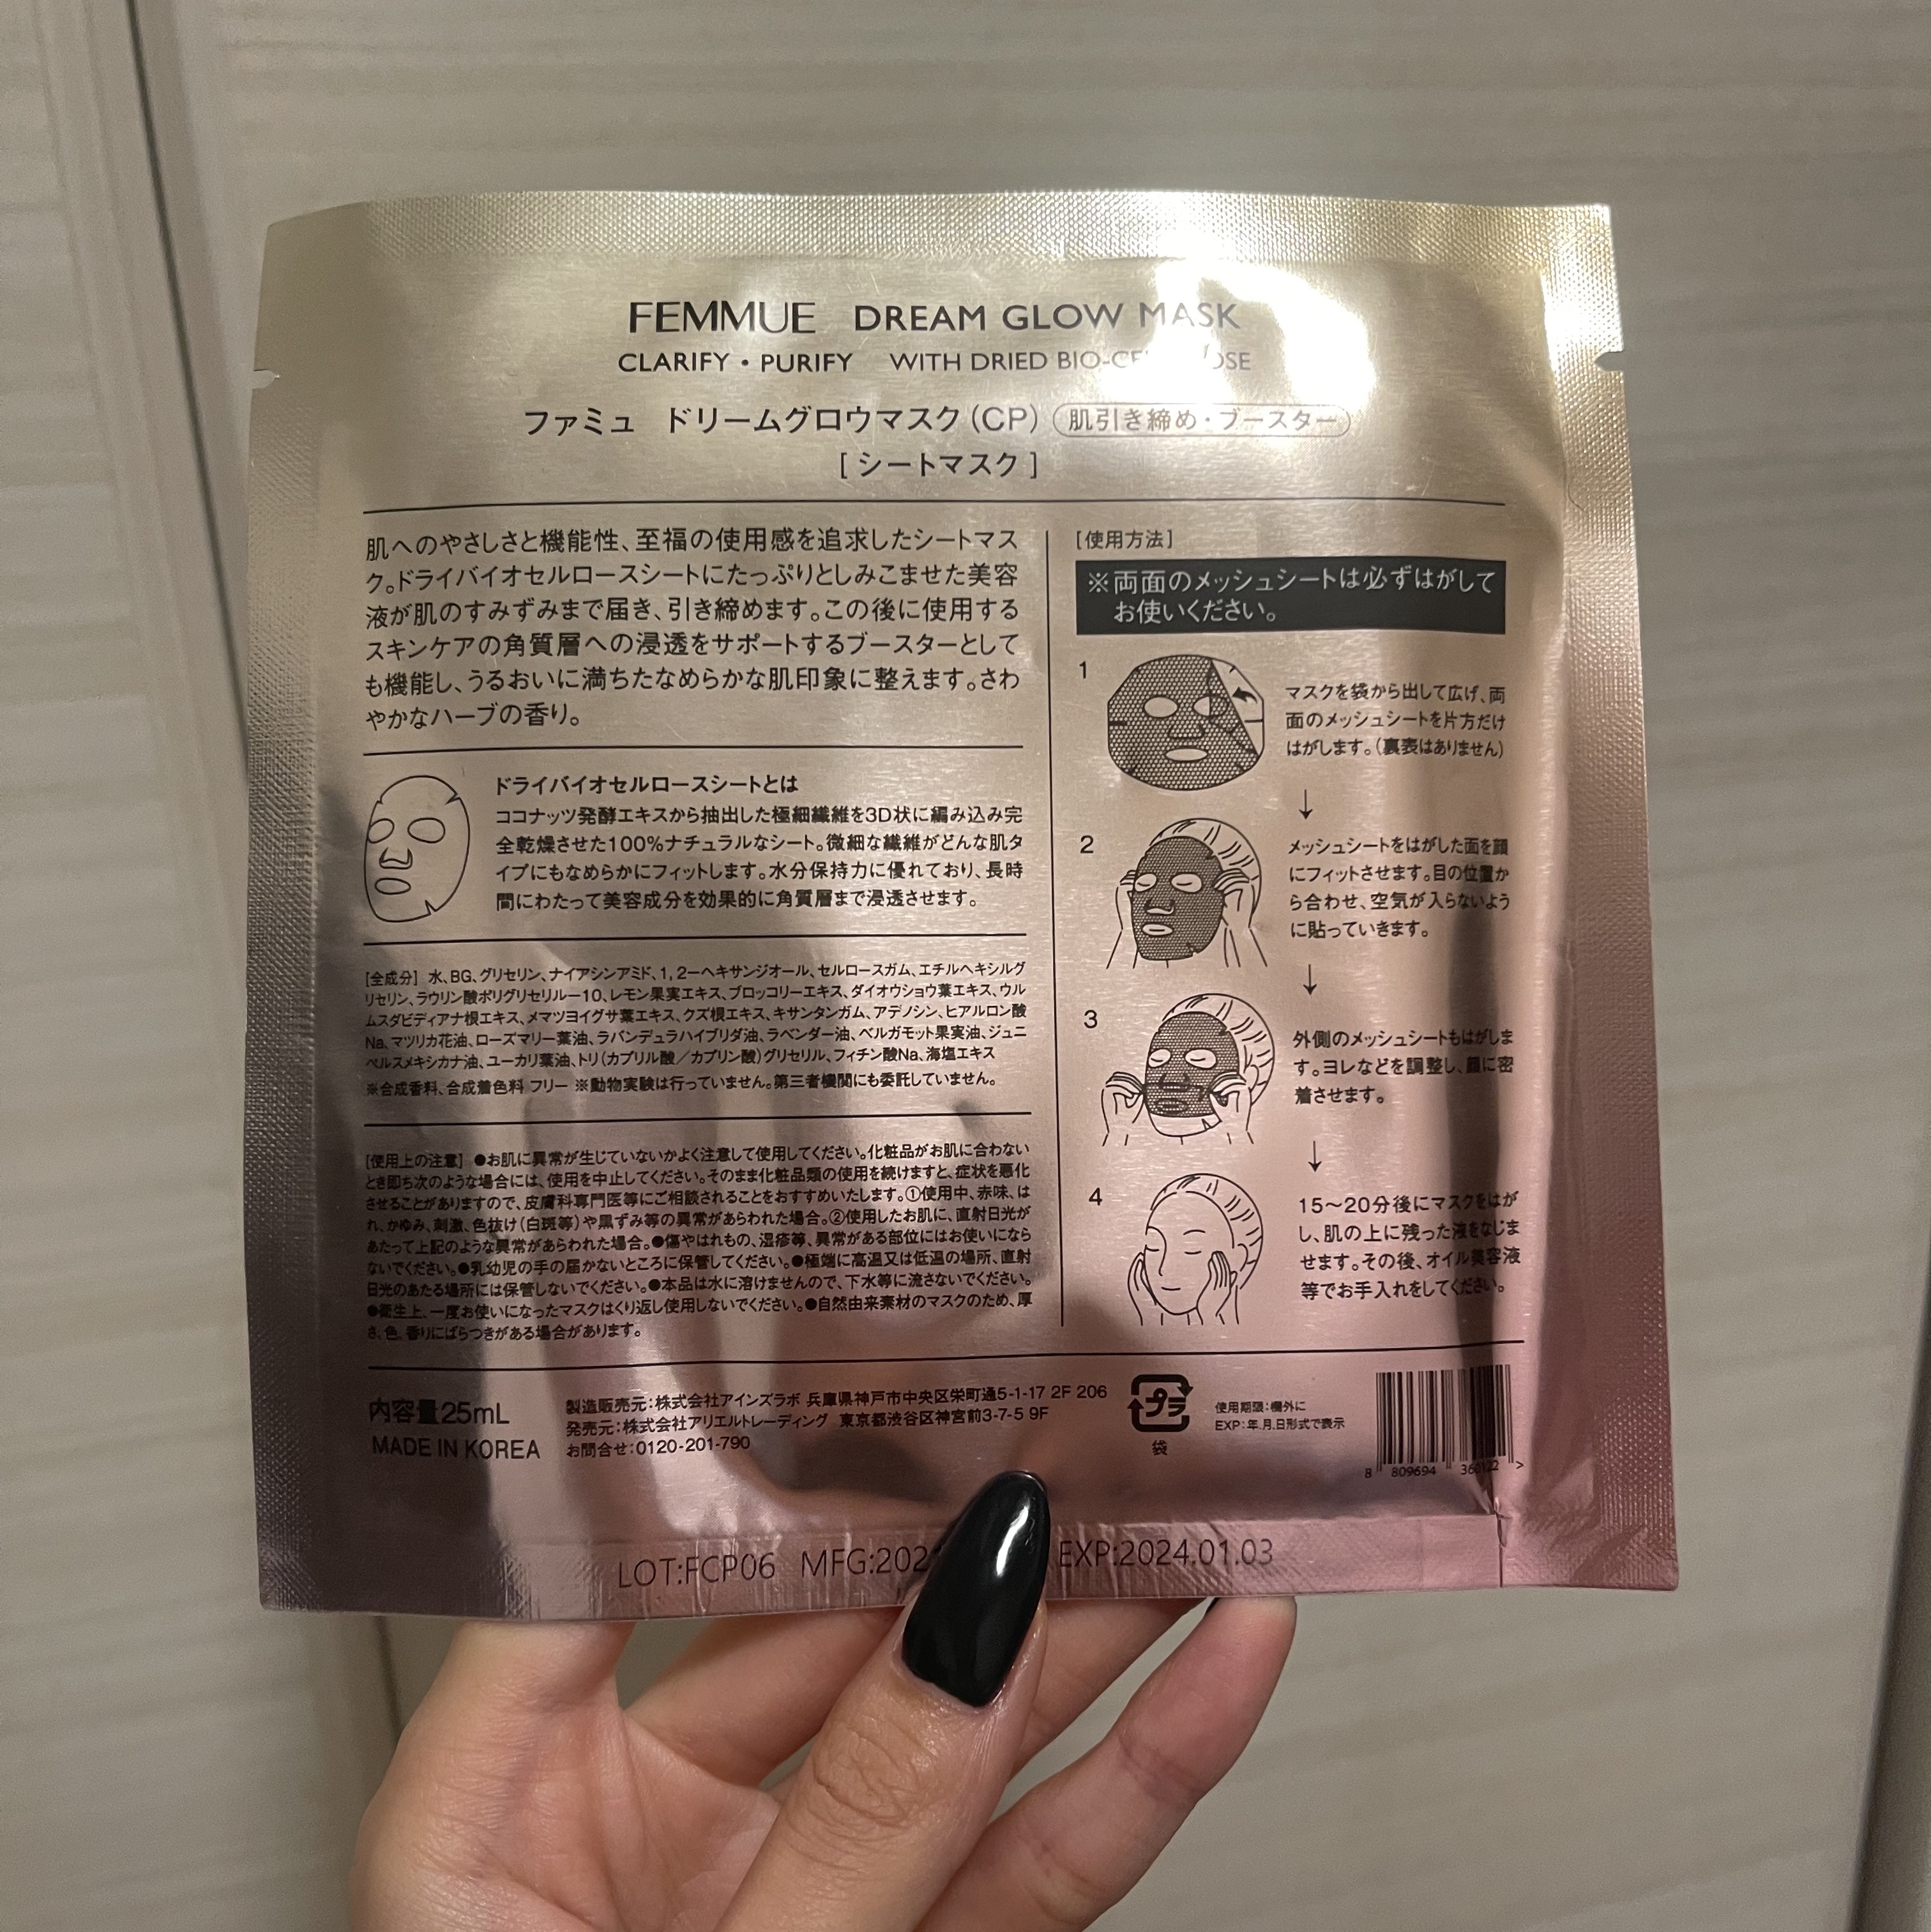 FEMMUE DREAM GLOW MASK
CLARIFY・PURIFY WITH DRIED
ファミュ ドリームグロウマスク(CP) 肌引き締め・ブースター
[シートマスク]
肌へのやさしさと機能性、至福の使用感を追求したシートマス
ク。ドライバイオセルロースシートにたっぷりとしみこませた美容
液が肌のすみずみまで届き、引き締めます。この後に使用する
スキンケアの角質層への浸透をサポートするブースターとして
も機能し、うるおいに満ちたなめらかな肌印象に整えます。さわ
やかなハーブの香り。
ドライバイオセルロースシートとは
ココナッツ発酵エキスから抽出した極細繊維を3D状に編み込み完
全乾燥させた100%ナチュラルなシート。微細な繊維がどんな肌タ
イプにもなめらかにフィットします。水分保持力に優れており、長時
間にわたって美容成分を効果的に角質層まで浸透させます。
[全成分] 水、BG、グリセリン、ナイアシンアミド、1,2ーヘキサンジオール、セルロースガム、エチルヘキシルグ
リセリン、ラウリン酸ポリグリセリルー10、レモン果実エキス、ブロッコリーエキス、ダイオウショウ葉エキス、ウル
ムスダビディアナ根エキス、メマツヨイグサ葉エキス、クズ根エキス、キサンタンガム、アデノシン、ヒアルロン酸
Na、マツリカ花油、ローズマリー葉油、ラバンデュラハイブリダ油、ラベンダー油、ベルガモット果実油、ジュニ
ペルスメキシカナ油、ユーカリ葉油、トリ(カプリル酸／カプリン酸)グリセリル、フィチン酸Na、海塩エキス
※合成香料、合成着色料 フリー ※動物実験は行っていません。第三者機関にも委託していません。
[使用上の注意] ●お肌に異常が生じていないかよく注意して使用してください。化粧品がお肌に合わない
とき即ち次のような場合には、使用を中止してください。そのまま化粧品類の使用を続けますと、症状を悪化
させることがありますので、皮膚科専門医等にご相談されることをおすすめいたします。①使用中、赤味、は
れ、かゆみ、刺激、色抜け(白斑等)や黒ずみ等の異常があらわれた場合。②使用したお肌に、直射日光が
あたって上記のような異常があらわれた場合。●傷やはれもの、湿疹等、異常がある部位にはお使いになら
ないでください。●乳幼児の手の届かないところに保管してください。●極端に高温又は低温の場所、直射
日光のあたる場所には保管しないでください。●本品は水に溶けませんので、下水等に流さないでください。
●衛生上、一度お使いになったマスクはくり返し使用しないでください。●自然由来素材のマスクのため、厚
さ、色、香りにばらつきがある場合があります。
[使用方法]
※両面のメッシュシートは必ずはがして
お使いください。
1
マスクを袋から出して広げ、両
面のメッシュシートを片方だけ
はがします。(裏表はありません)
↓
2
メッシュシートをはがした面を顔
にフィットさせます。目の位置か
ら合わせ、空気が入らないよう
に貼っていきます。
↓
3
外側のメッシュシートもはがしま
す。ヨレなどを調整し、顔に密
着させます。
↓
4
15〜20分後にマスクをはが
し、肌の上に残った液をなじま
せます。その後、オイル美容液
等でお手入れをしてください。
内容量25mL
MADE IN KOREA
製造販売元:株式会社アインズラボ 兵庫県神戸市中央区栄町通5-1-17 2F 206
発売元:株式会社アリエルトレーディング 東京都渋谷区神宮前3-7-5 9F
お問合せ:0120-201-790
プラ
袋
使用期限:欄外に
EXP:年.月.日形式で表示
8 809694 360122 >
LOT:FCP06 MFG:202 EXP:2024.01.03